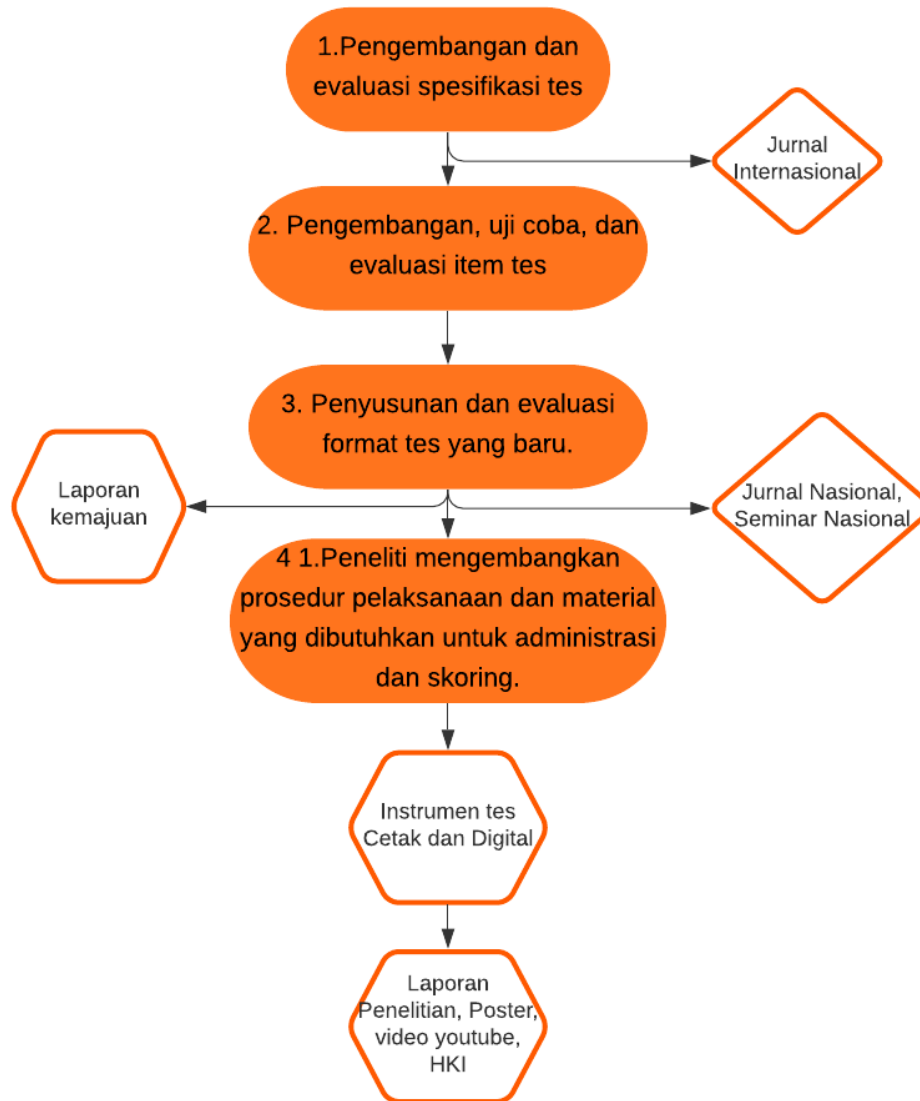 1.Pengembangan dan
evaluasi spesifikasi tes
Jurnal
Internasional
2. Pengembangan, uji coba, dan
evaluasi item tes
3. Penyusunan dan evaluasi
format tes yang baru.
Laporan
kemajuan
Jurnal Nasional,
Seminar Nasional
4 1.Peneliti mengembangkan
prosedur pelaksanaan dan material
yang dibutuhkan untuk administrasi
dan skoring.
Instrumen tes
Cetak dan Digital
Laporan
Penelitian, Poster,
video youtube,
HKI